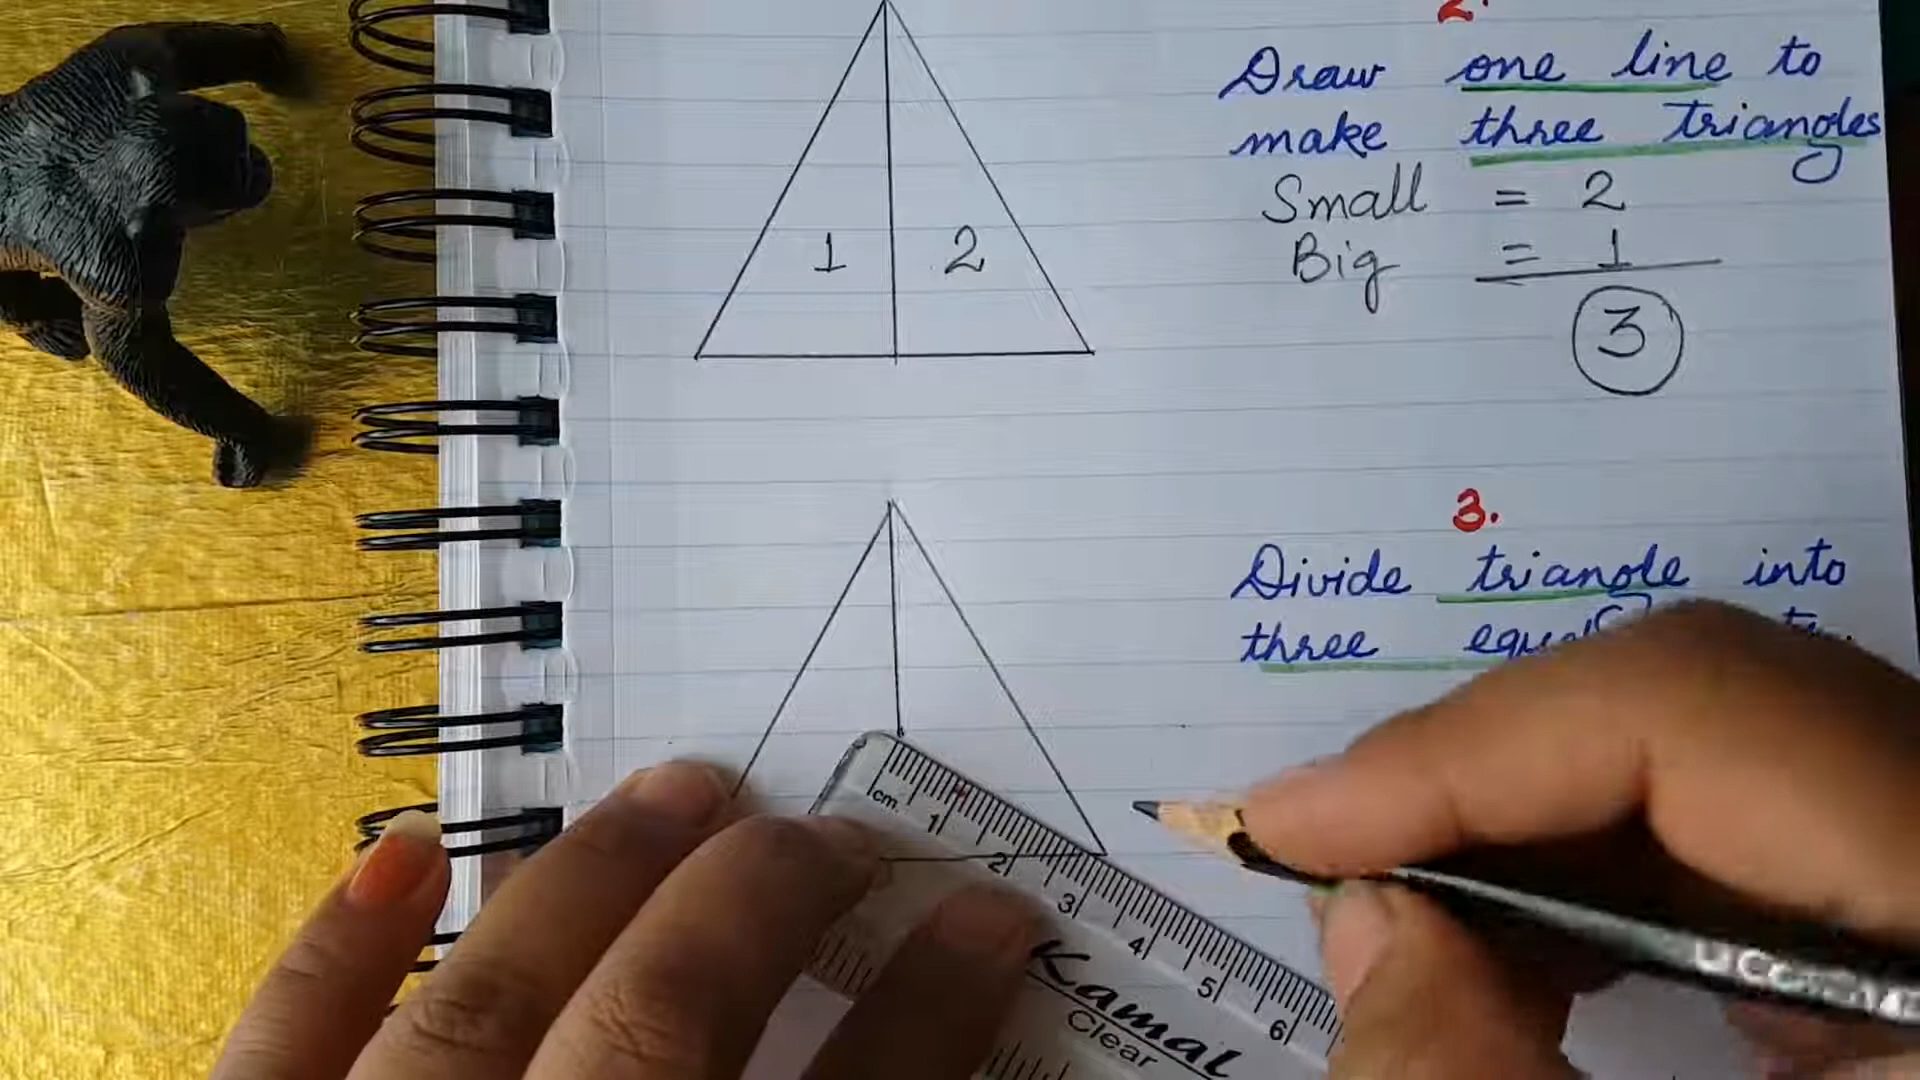 2.
Draw one line to
make three triangles
Small = 2
Big = 1
3
1 2
3.
Divide triangle into
three
cm. 1 2 3 4 5 6
Kamal
Clear